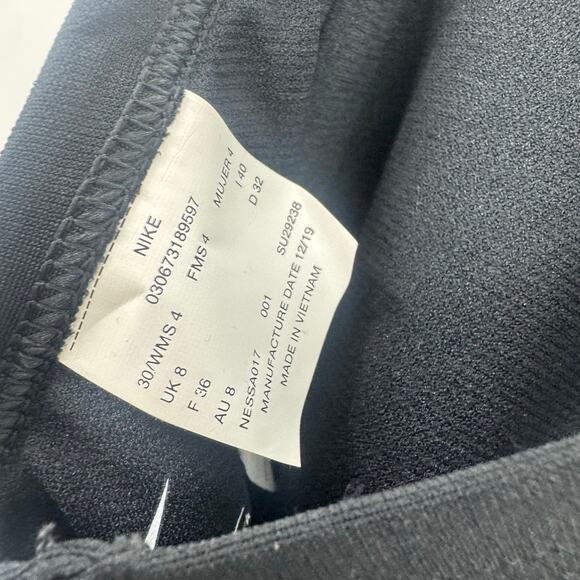 NIKE
030673189597
30/WMS 4 FMS 4 MUJER 4
UK 8 I 40
F 36 D 32
AU 8
NESSA017 001 SU29238
MANUFACTURE DATE 12/19
MADE IN VIETNAM